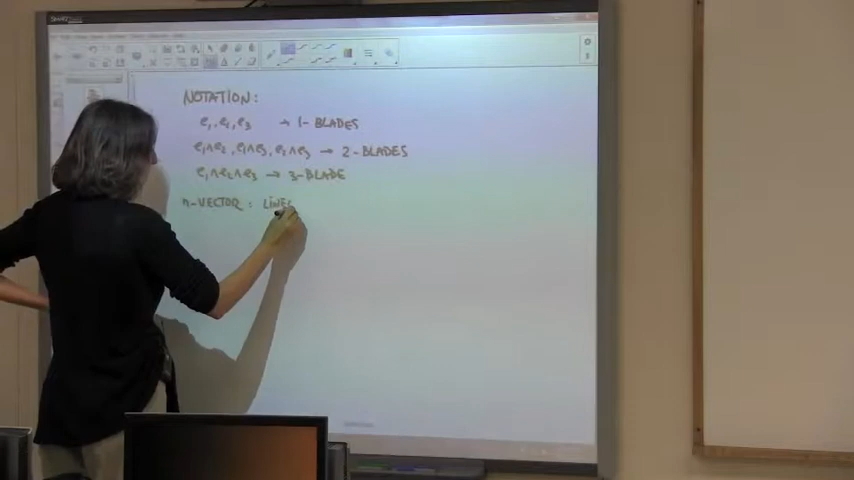 NOTATION:
e₁, e₂, e₃ → 1-BLADES
e₁∧e₂, e₁∧e₃, e₂∧e₃ → 2-BLADES
e₁∧e₂∧e₃ → 3-BLADE
n-VECTOR: LINES